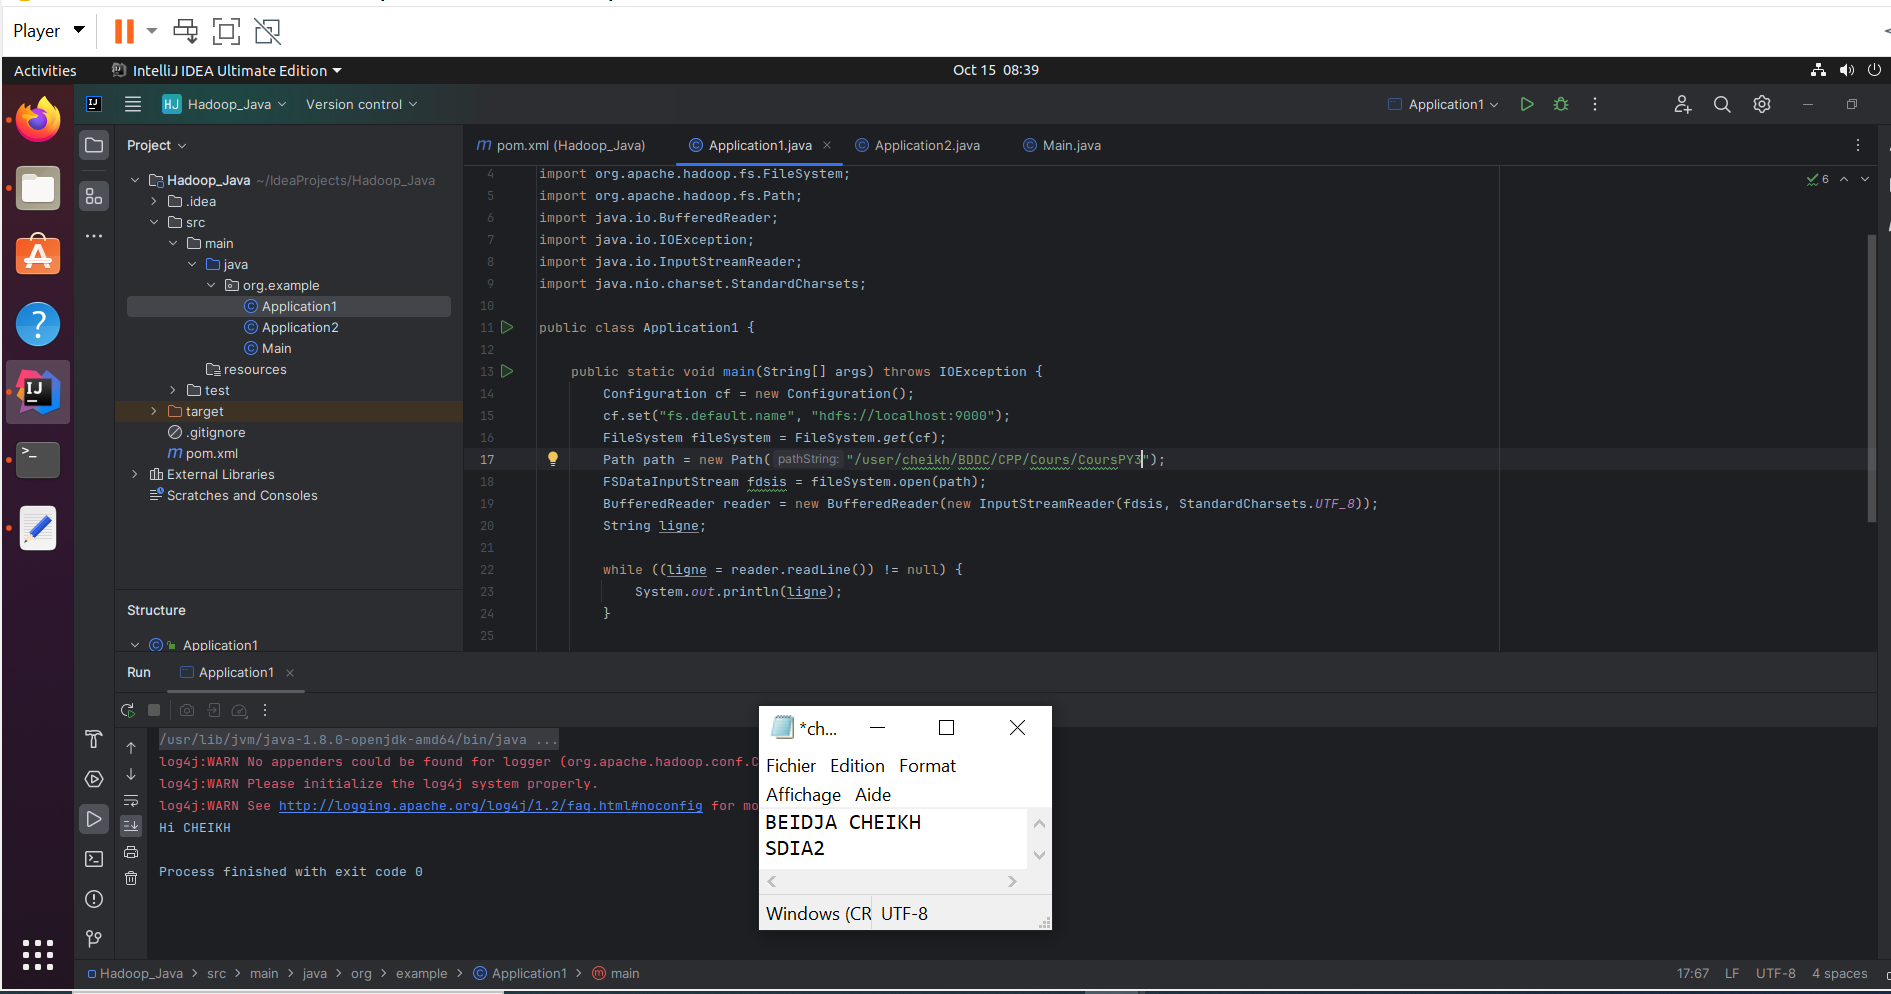 Player
Activities
IntelliJ IDEA Ultimate Edition
Oct 15 08:39
IJ
HJ Hadoop_Java
Version control
Application1
Project
m pom.xml (Hadoop_Java)
Application1.java
Application2.java
Main.java
Hadoop_Java ~/IdeaProjects/Hadoop_Java
.idea
src
main
java
org.example
Application1
Application2
Main
resources
test
target
.gitignore
m pom.xml
External Libraries
Scratches and Consoles
6
4 import org.apache.hadoop.fs.FileSystem;
5 import org.apache.hadoop.fs.Path;
6 import java.io.BufferedReader;
7 import java.io.IOException;
8 import java.io.InputStreamReader;
9 import java.nio.charset.StandardCharsets;
10
11 public class Application1 {
12
13 public static void main(String[] args) throws IOException {
14 Configuration cf = new Configuration();
15 cf.set("fs.default.name", "hdfs://localhost:9000");
16 FileSystem fileSystem = FileSystem.get(cf);
17 Path path = new Path( pathString: "/user/cheikh/BDDC/CPP/Cours/CoursPY3");
18 FSDataInputStream fdsis = fileSystem.open(path);
19 BufferedReader reader = new BufferedReader(new InputStreamReader(fdsis, StandardCharsets.UTF_8));
20 String ligne;
21
22 while ((ligne = reader.readLine()) != null) {
23 System.out.println(ligne);
24 }
25
Structure
Application1
Run
Application1
/usr/lib/jvm/java-1.8.0-openjdk-amd64/bin/java ...
log4j:WARN No appenders could be found for logger (org.apache.hadoop.conf.C
log4j:WARN Please initialize the log4j system properly.
log4j:WARN See http://logging.apache.org/log4j/1.2/faq.html#noconfig for mo
Hi CHEIKH
Process finished with exit code 0
*ch...
Fichier Edition Format
Affichage Aide
BEIDJA CHEIKH
SDIA2
Windows (CR UTF-8
Hadoop_Java > src > main > java > org > example > Application1 > main
17:67 LF UTF-8 4 spaces